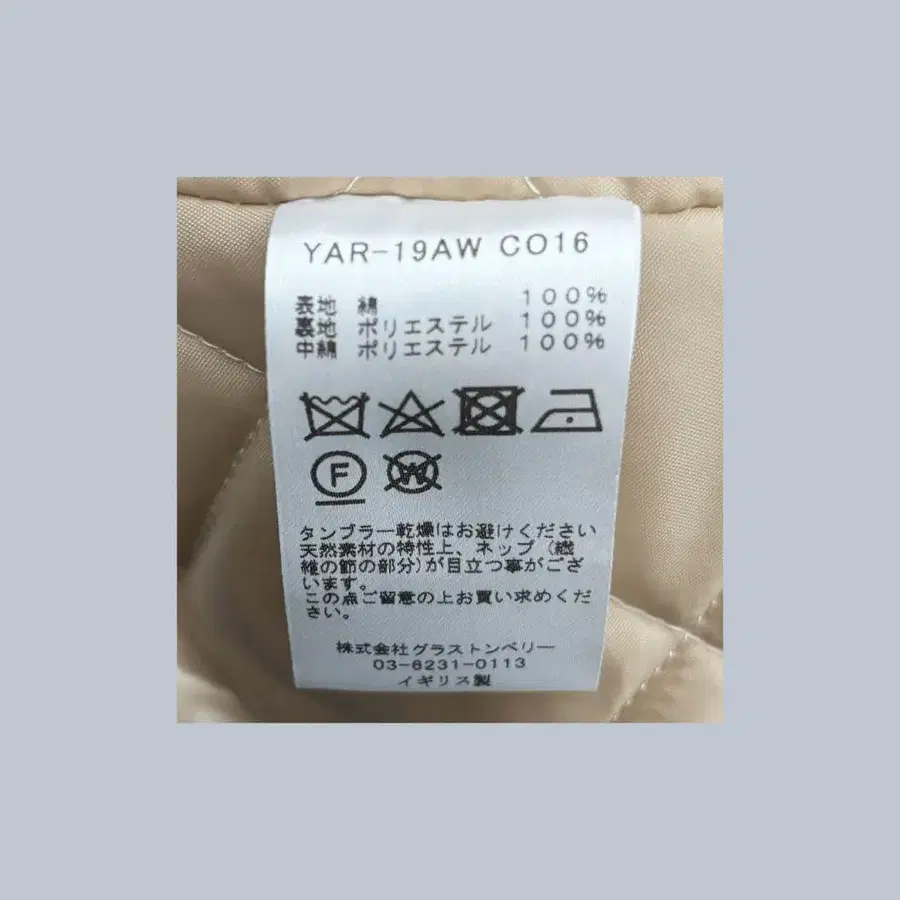 YAR-19AW CO16
表地 綿 100%
裏地 ポリエステル 100%
中綿 ポリエステル 100%
F
W
タンブラー乾燥はお避けください
天然素材の特性上、ネップ(繊
維の節の部分)が目立つ事がござ
います。
この点ご留意の上お買い求めくだ
さい。
株式会社グラストンベリー
03-6231-0113
イギリス製